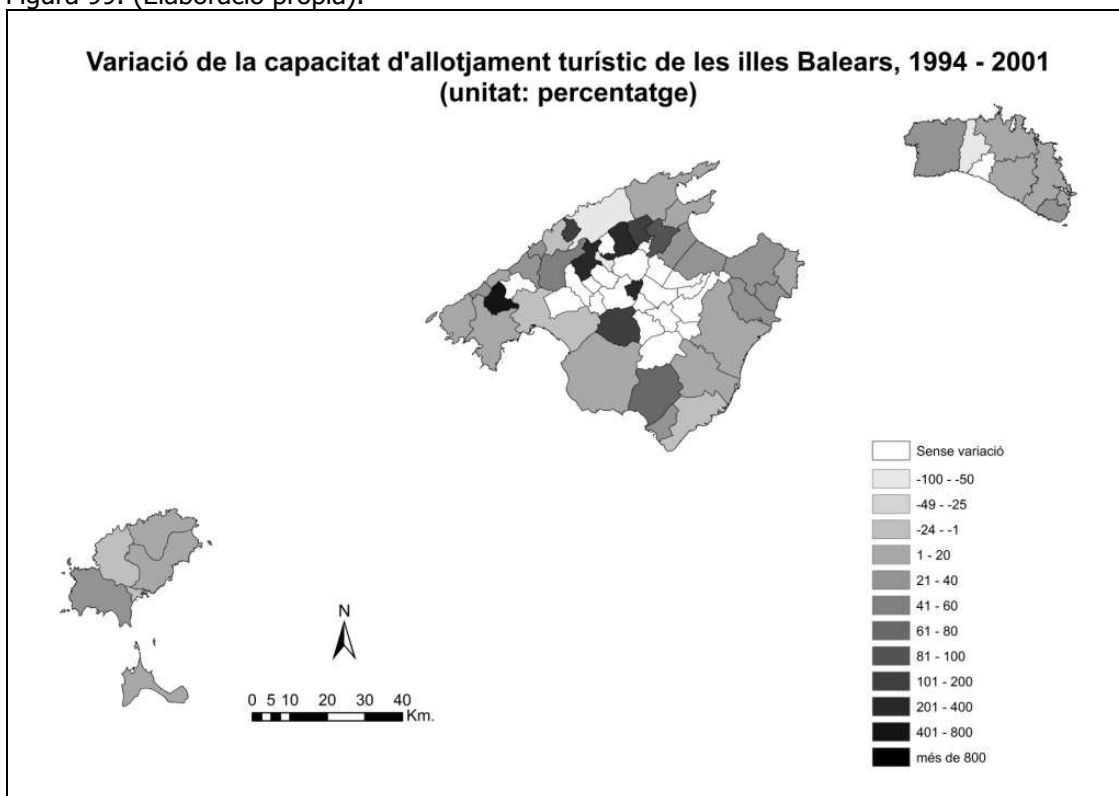 Figura 99. (Elaboració pròpia).
Variació de la capacitat d'allotjament turístic de les illes Balears, 1994 - 2001
(unitat: percentatge)
Sense variació
-100 - -50
-49 - -25
-24 - -1
1 - 20
21 - 40
41 - 60
61 - 80
81 - 100
101 - 200
201 - 400
401 - 800
més de 800
N
0 5 10 20 30 40
Km.